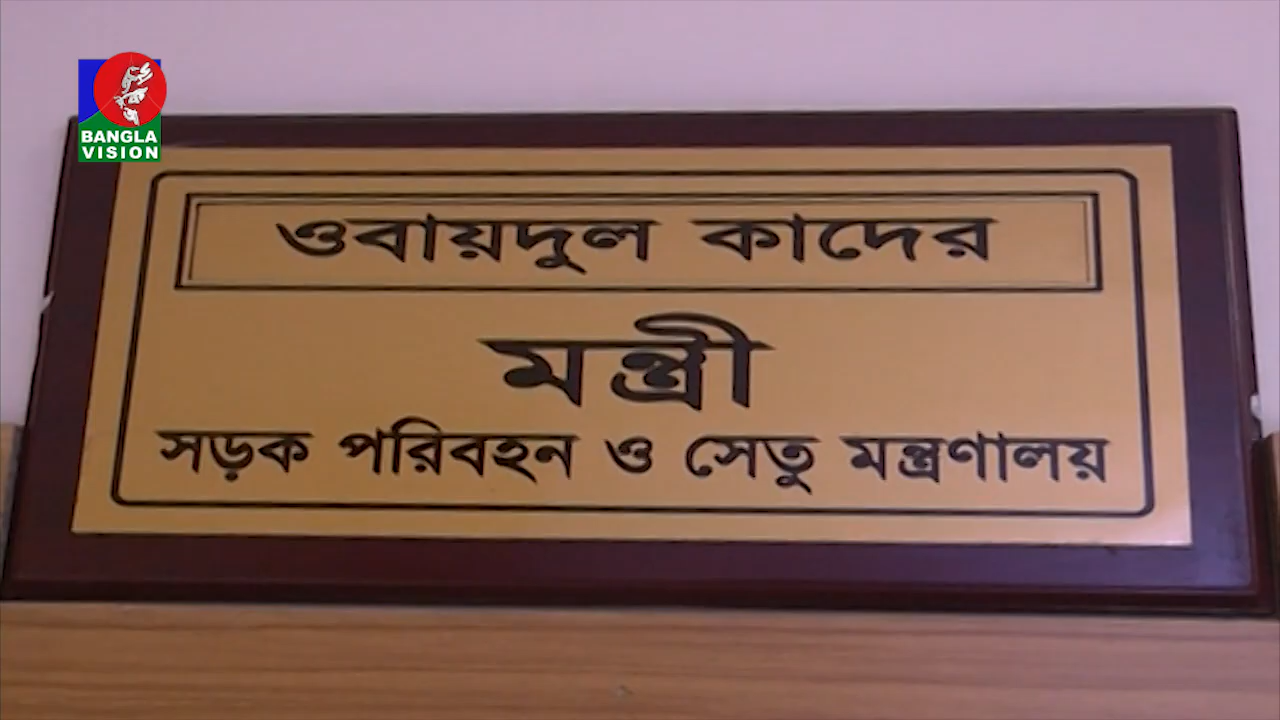 BANGLA
VISION
ওবায়দুল কাদের
মন্ত্রী
সড়ক পরিবহন ও সেতু মন্ত্রণালয়